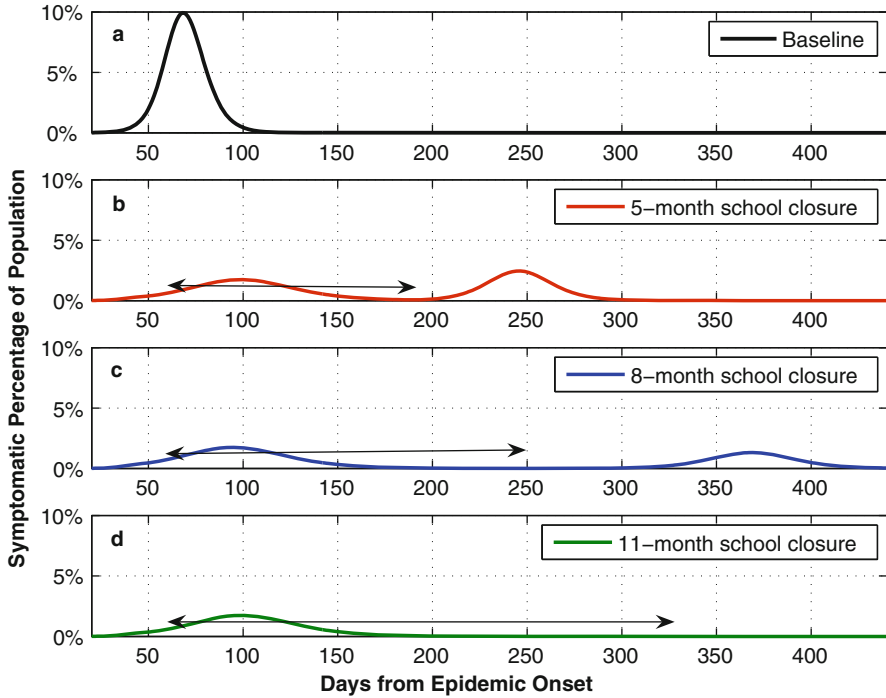 Symptomatic Percentage of Population
10%
5%
0%
a
Baseline
50 100 150 200 250 300 350 400
10%
5%
0%
b
5−month school closure
50 100 150 200 250 300 350 400
10%
5%
0%
c
8−month school closure
50 100 150 200 250 300 350 400
10%
5%
0%
d
11−month school closure
50 100 150 200 250 300 350 400
Days from Epidemic Onset